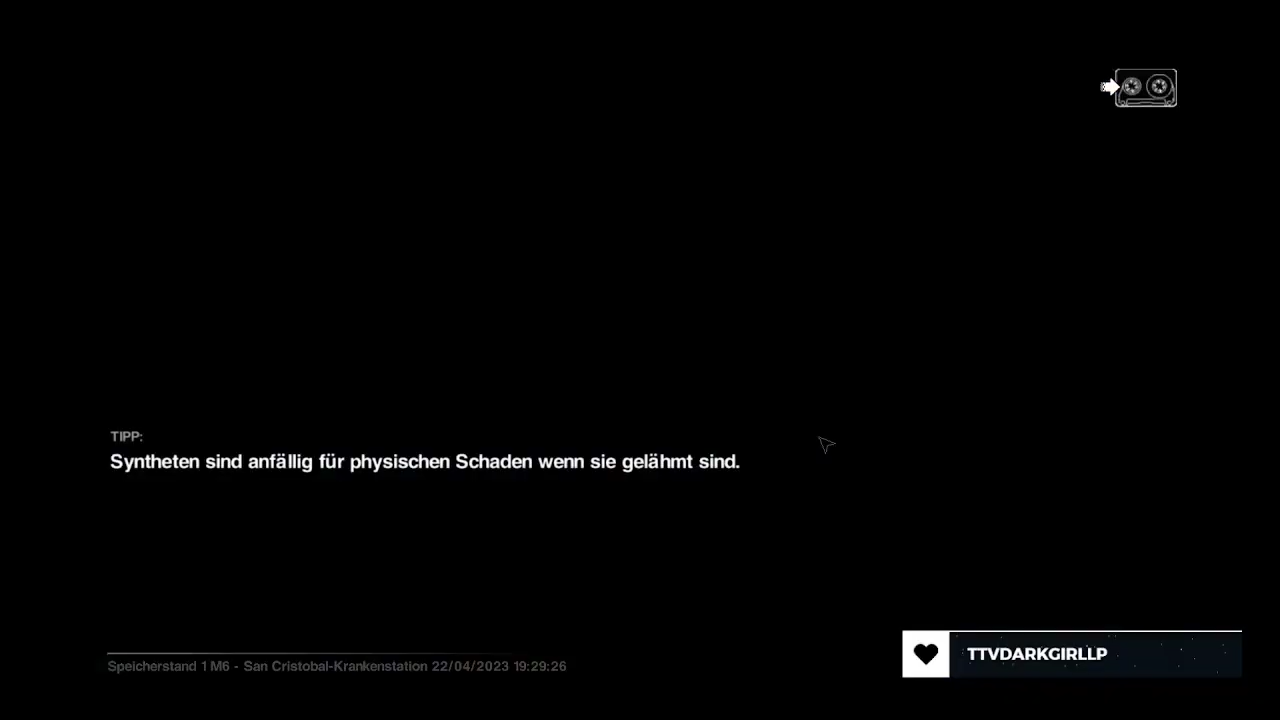 TIPP:
Syntheten sind anfällig für physischen Schaden wenn sie gelähmt sind.
Speicherstand 1 M6 - San Cristobal-Krankenstation 22/04/2023 19:29:26
TTVDARKGIRLLP